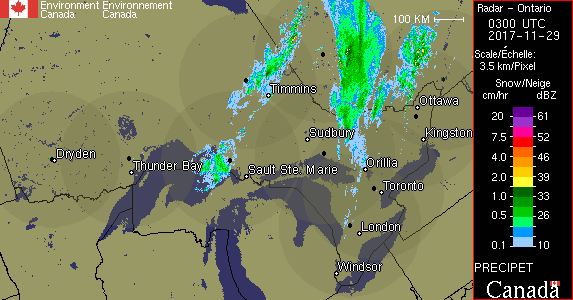 Environment Environnement
Canada Canada
100 KM
Timmins
Ottawa
Sudbury
Kingston
Dryden
Thunder Bay
Sault Ste. Marie
Orillia
Toronto
London
Windsor
Radar - Ontario
0300 UTC
2017-11-29
Scale/Échelle:
3.5 km/Pixel
Snow/Neige
cm/hr dBZ
20 61
7.5 52
4.0 46
2.0 39
1.0 33
0.5 26
0.1 10
PRECIPET
Canada